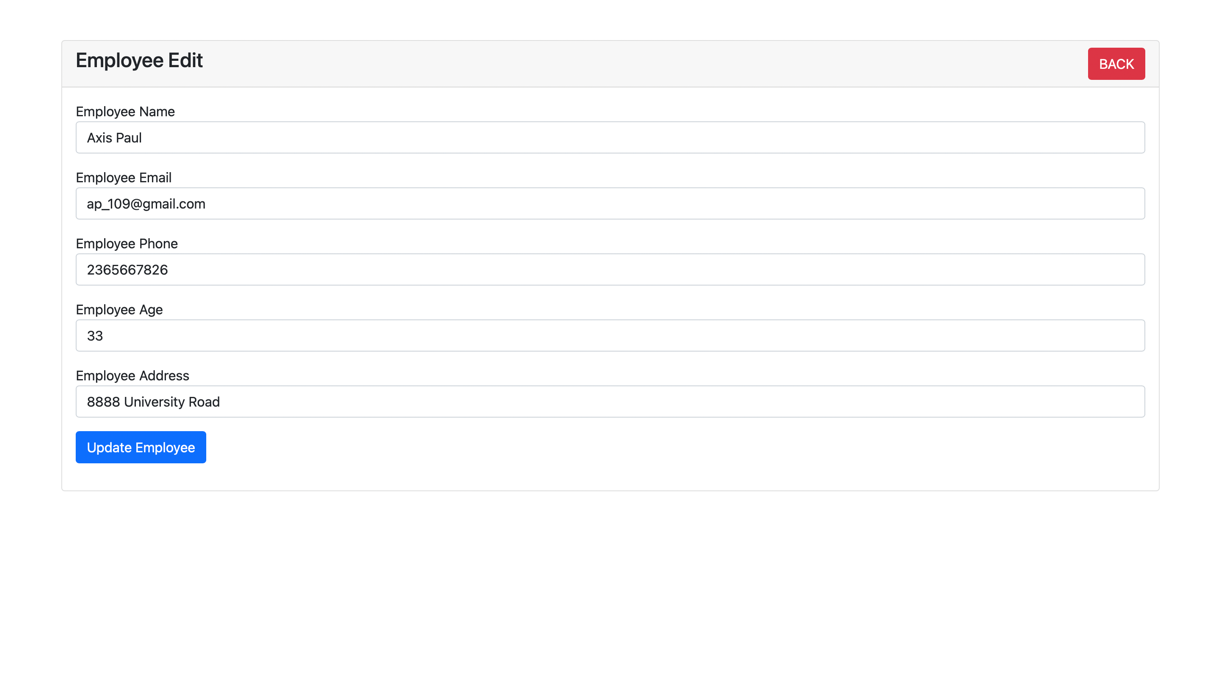 Employee Edit
BACK
Employee Name
Axis Paul
Employee Email
ap_109@gmail.com
Employee Phone
2365667826
Employee Age
33
Employee Address
8888 University Road
Update Employee